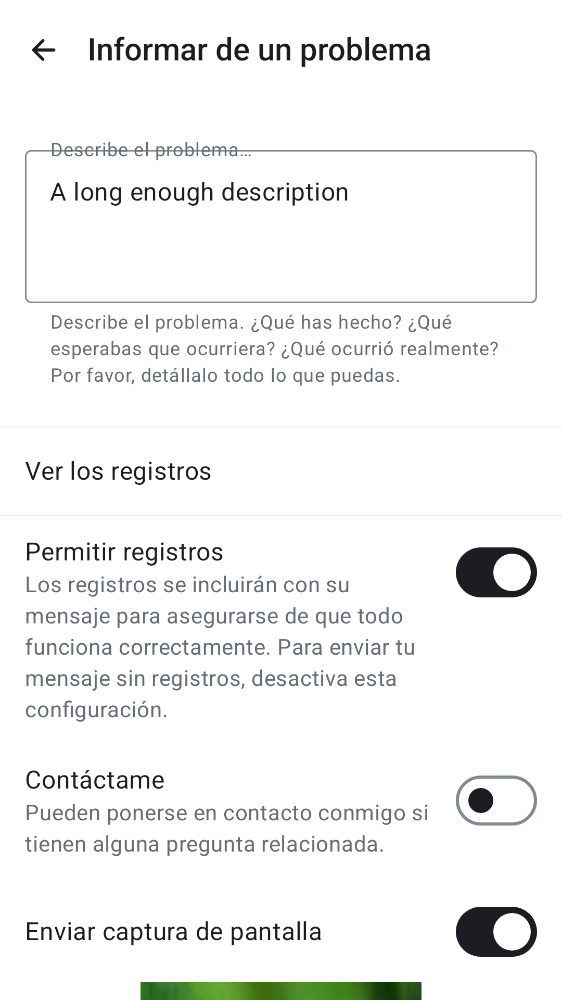 Informar de un problema
Describe el problema…
A long enough description
Describe el problema. ¿Qué has hecho? ¿Qué
esperabas que ocurriera? ¿Qué ocurrió realmente?
Por favor, detállalo todo lo que puedas.
Ver los registros
Permitir registros
Los registros se incluirán con su
mensaje para asegurarse de que todo
funciona correctamente. Para enviar tu
mensaje sin registros, desactiva esta
configuración.
Contáctame
Pueden ponerse en contacto conmigo si
tienen alguna pregunta relacionada.
Enviar captura de pantalla